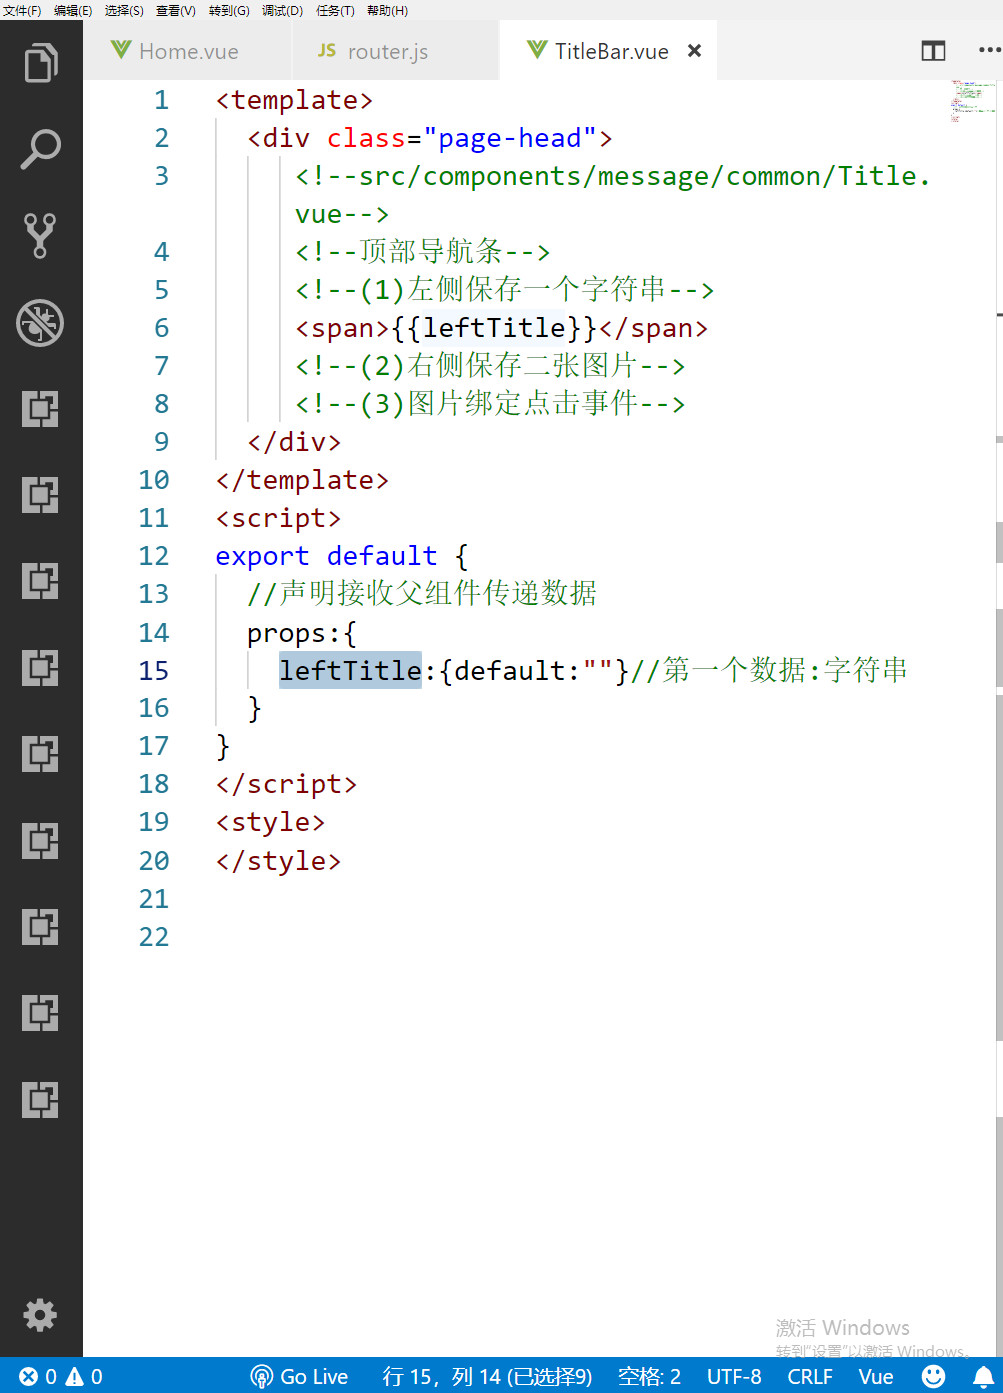 文件(F) 编辑(E) 选择(S) 查看(V) 转到(G) 调试(D) 任务(T) 帮助(H)
Home.vue JS router.js TitleBar.vue ×
1 <template>
2 <div class="page-head">
3 <!--src/components/message/common/Title.
vue-->
4 <!--顶部导航条-->
5 <!--(1)左侧保存一个字符串-->
6 <span>{{leftTitle}}</span>
7 <!--(2)右侧保存二张图片-->
8 <!--(3)图片绑定点击事件-->
9 </div>
10 </template>
11 <script>
12 export default {
13 //声明接收父组件传递数据
14 props:{
15 leftTitle:{default:""}//第一个数据:字符串
16 }
17 }
18 </script>
19 <style>
20 </style>
21
22
激活 Windows
转到"设置"以激活 Windows。
0 0 Go Live 行 15，列 14 (已选择9) 空格: 2 UTF-8 CRLF Vue